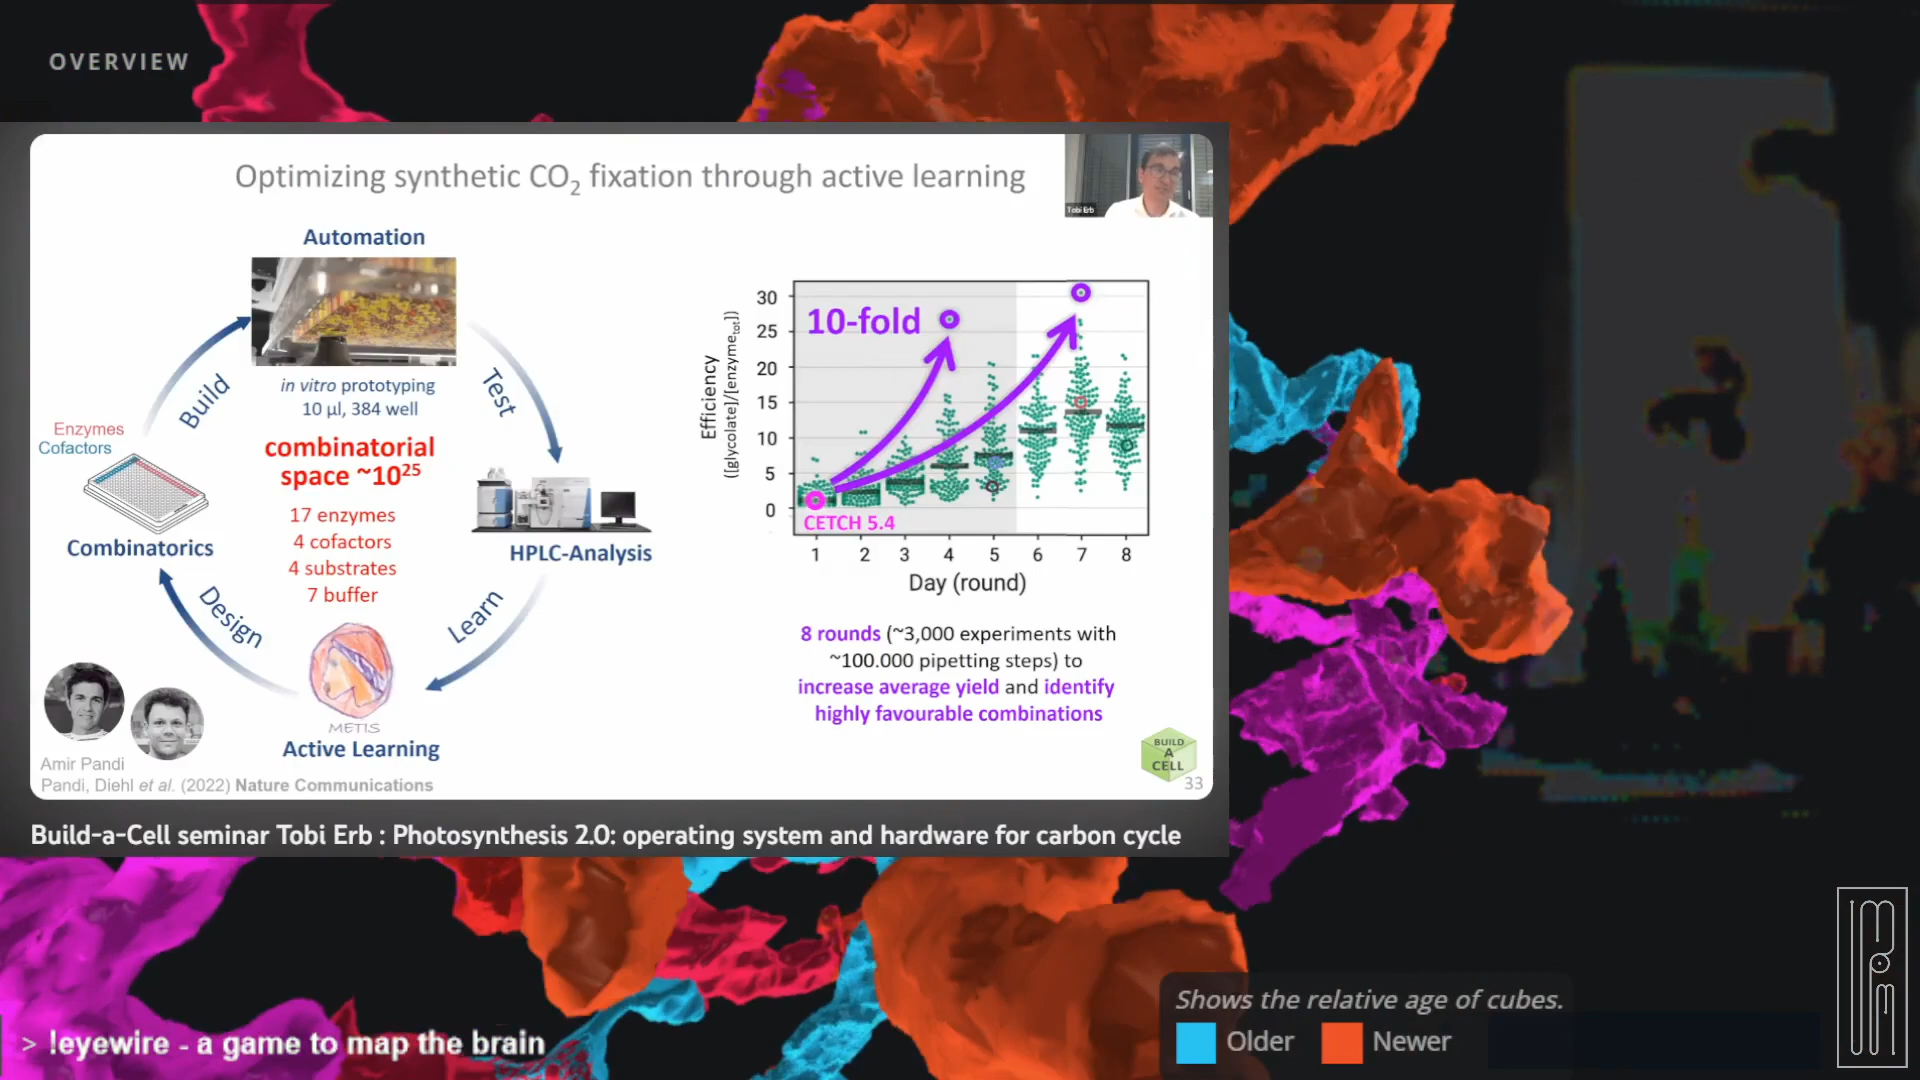 OVERVIEW
Optimizing synthetic CO2 fixation through active learning
Tobi Erb
Automation
Build
Test
in vitro prototyping
10 µl, 384 well
Enzymes
Cofactors
combinatorial
space ~10^25
17 enzymes
4 cofactors
4 substrates
7 buffer
Combinatorics
HPLC-Analysis
Design
Learn
METIS
Active Learning
Amir Pandi
Pandi, Diehl et al. (2022) Nature Communications
Efficiency
([glycolate]/[enzyme_tot])
30
25
20
15
10
5
0
10-fold
CETCH 5.4
1 2 3 4 5 6 7 8
Day (round)
8 rounds (~3,000 experiments with
~100.000 pipetting steps) to
increase average yield and identify
highly favourable combinations
BUILD
A
CELL
33
Build-a-Cell seminar Tobi Erb : Photosynthesis 2.0: operating system and hardware for carbon cycle
> !eyewire - a game to map the brain
Shows the relative age of cubes.
Older Newer